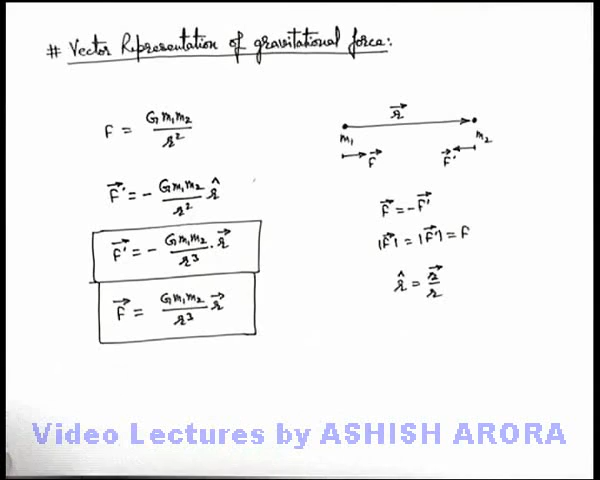 # Vector Representation of gravitational force:
F = Gm₁m₂/r²
F⃗' = - Gm₁m₂/r² r̂
F⃗' = - Gm₁m₂/r³ . r⃗
F⃗ = Gm₁m₂/r³ r⃗
r⃗
m₁ m₂
F⃗ F⃗'
F⃗ = -F⃗'
|F⃗| = |F⃗'| = F
r̂ = r⃗/r
Video Lectures by ASHISH ARORA